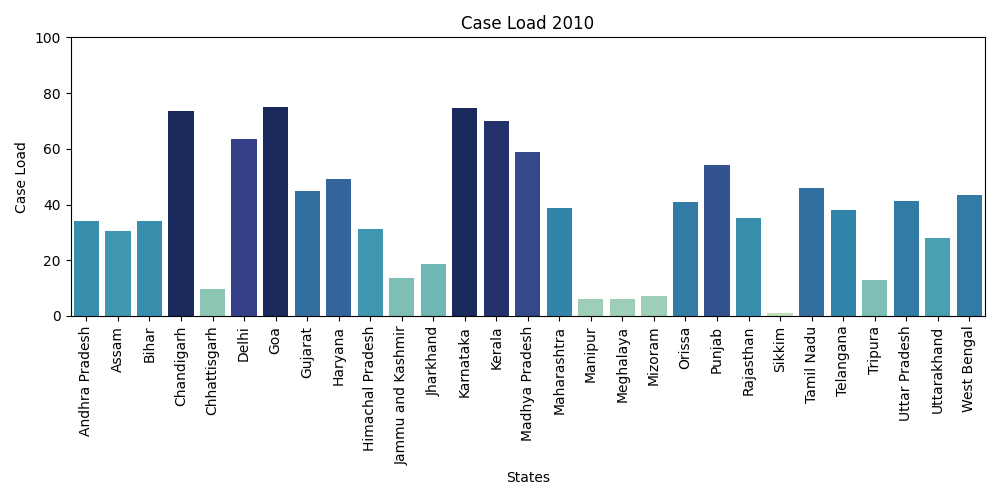 Case Load 2010
100
80
60
40
20
0
Case Load
Andhra Pradesh
Assam
Bihar
Chandigarh
Chhattisgarh
Delhi
Goa
Gujarat
Haryana
Himachal Pradesh
Jammu and Kashmir
Jharkhand
Karnataka
Kerala
Madhya Pradesh
Maharashtra
Manipur
Meghalaya
Mizoram
Orissa
Punjab
Rajasthan
Sikkim
Tamil Nadu
Telangana
Tripura
Uttar Pradesh
Uttarakhand
West Bengal
States